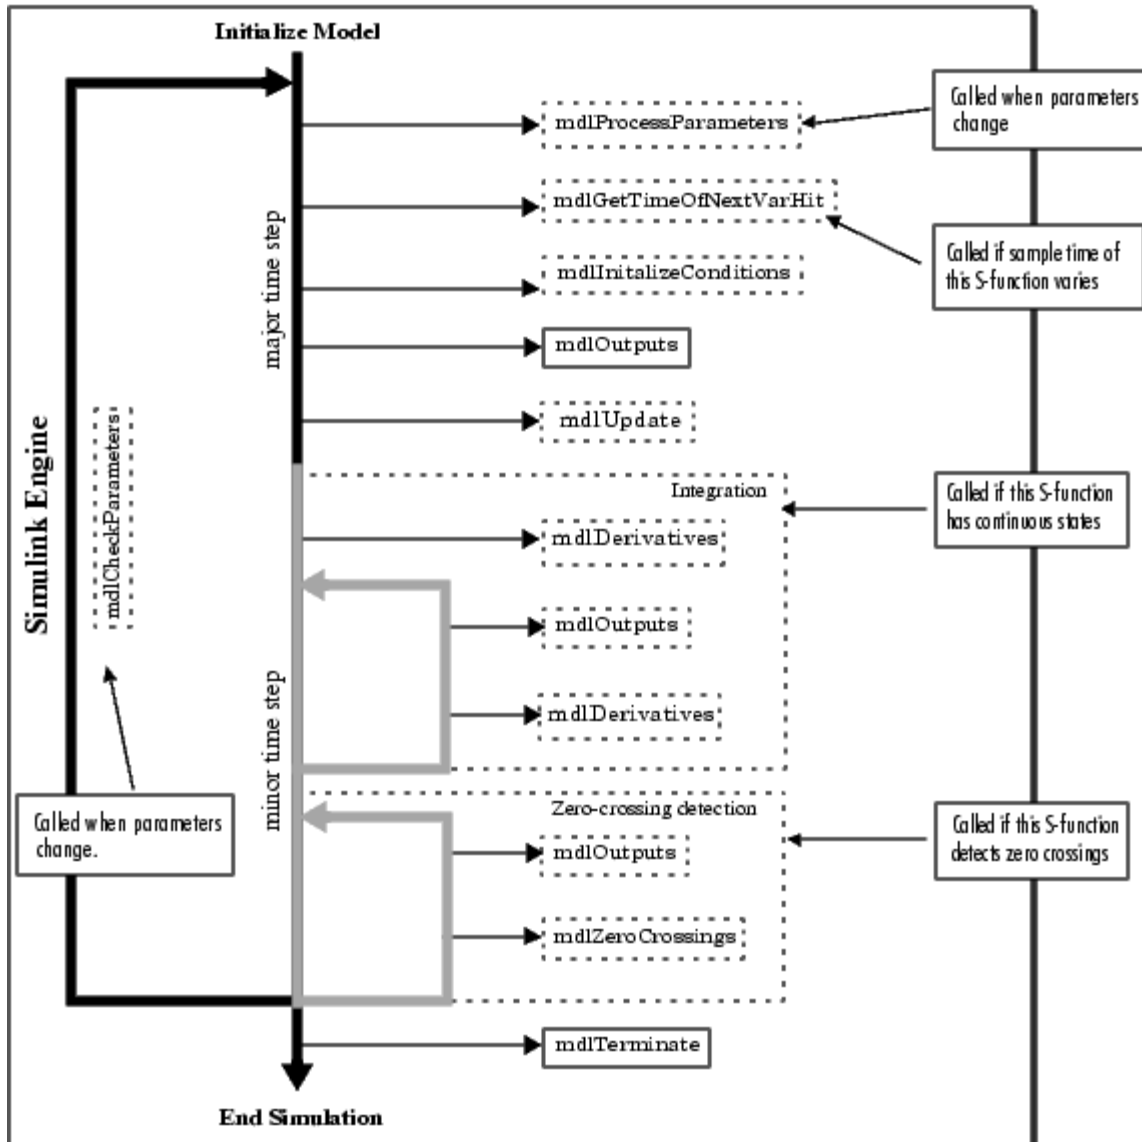 Initialize Model
mdlProcessParameters
Called when parameters
change
mdlGetTimeOfNextVarHit
Called if sample time of
this S-function varies
mdlInitalizeConditions
major time step
mdlOutputs
mdlUpdate
Simulink Engine
mdlCheckParameters
Integration
Called if this S-function
has continuous states
mdlDerivatives
mdlOutputs
mdlDerivatives
minor time step
Called when parameters
change.
Zero-crossing detection
Called if this S-function
detects zero crossings
mdlOutputs
mdlZeroCrossings
mdlTerminate
End Simulation